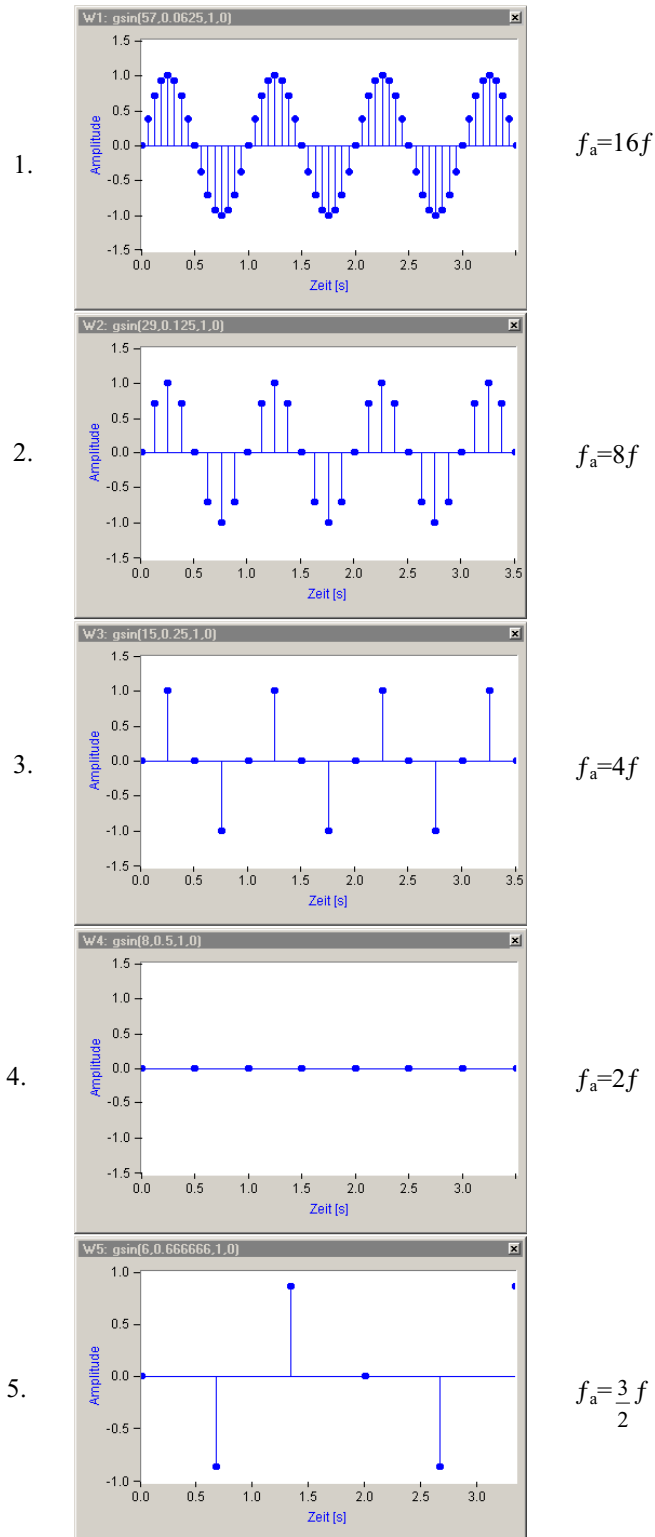 1.
W1: gsin(57,0.0625,1,0)
1.5
1.0
0.5
0.0
-0.5
-1.0
-1.5
Amplitude
0.0 0.5 1.0 1.5 2.0 2.5 3.0
Zeit [s]
fa=16f
2.
W2: gsin(29,0.125,1,0)
1.5
1.0
0.5
0.0
-0.5
-1.0
-1.5
Amplitude
0.0 0.5 1.0 1.5 2.0 2.5 3.0 3.5
Zeit [s]
fa=8f
3.
W3: gsin(15,0.25,1,0)
1.5
1.0
0.5
0.0
-0.5
-1.0
-1.5
Amplitude
0.0 0.5 1.0 1.5 2.0 2.5 3.0 3.5
Zeit [s]
fa=4f
4.
W4: gsin(8,0.5,1,0)
1.5
1.0
0.5
0.0
-0.5
-1.0
-1.5
Amplitude
0.0 0.5 1.0 1.5 2.0 2.5 3.0
Zeit [s]
fa=2f
5.
W5: gsin(6,0.666666,1,0)
1.0
0.5
0.0
-0.5
-1.0
Amplitude
0.0 0.5 1.0 1.5 2.0 2.5 3.0
Zeit [s]
fa=3/2 f